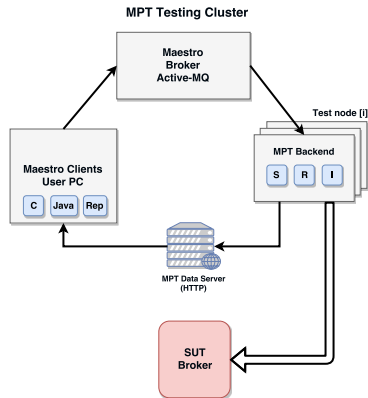 MPT Testing Cluster
Maestro
Broker
Active-MQ
Test node [i]
MPT Backend
S R I
Maestro Clients
User PC
C Java Rep
MPT Data Server
(HTTP)
SUT
Broker